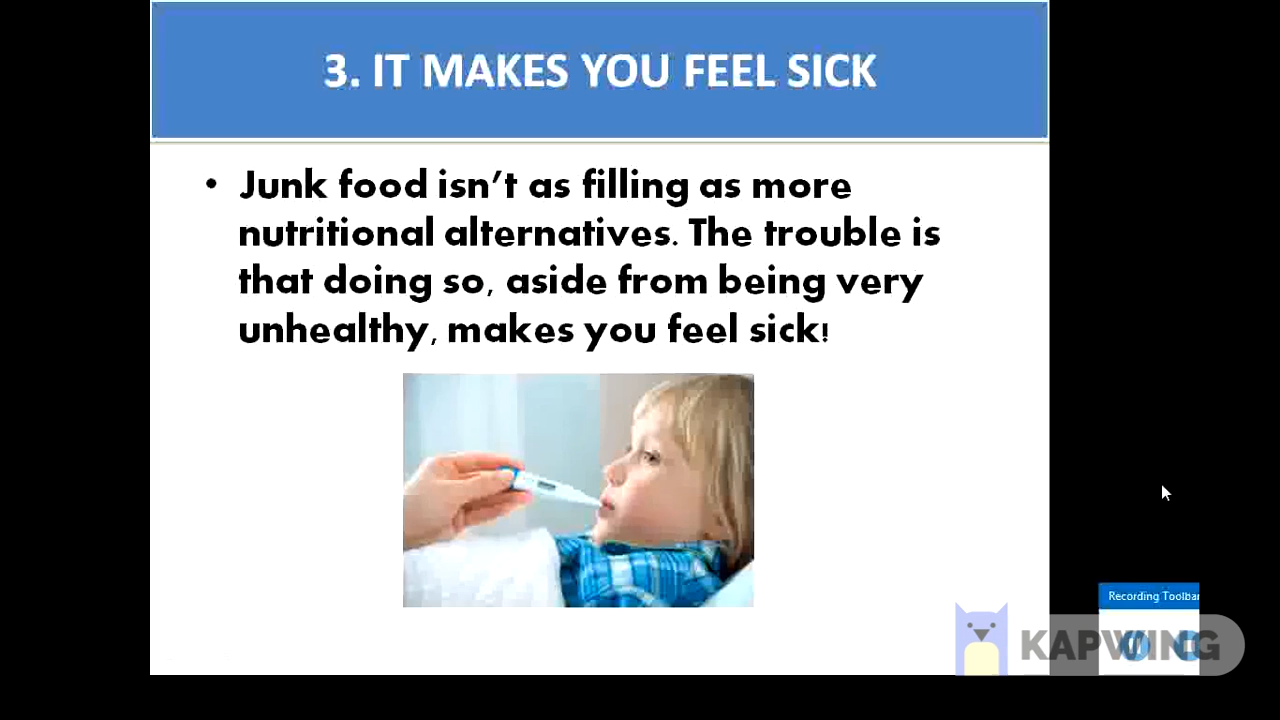 3. IT MAKES YOU FEEL SICK
• Junk food isn't as filling as more
nutritional alternatives. The trouble is
that doing so, aside from being very
unhealthy, makes you feel sick!
Recording Toolbar
KAPWING